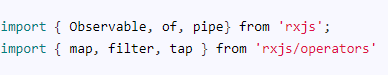 import { Observable, of, pipe} from 'rxjs';
import { map, filter, tap } from 'rxjs/operators'